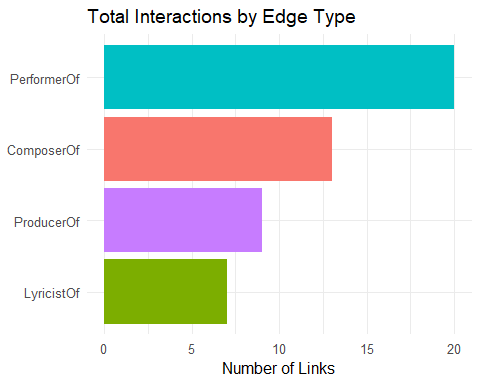 Total Interactions by Edge Type
PerformerOf
ComposerOf
ProducerOf
LyricistOf
0 5 10 15 20
Number of Links